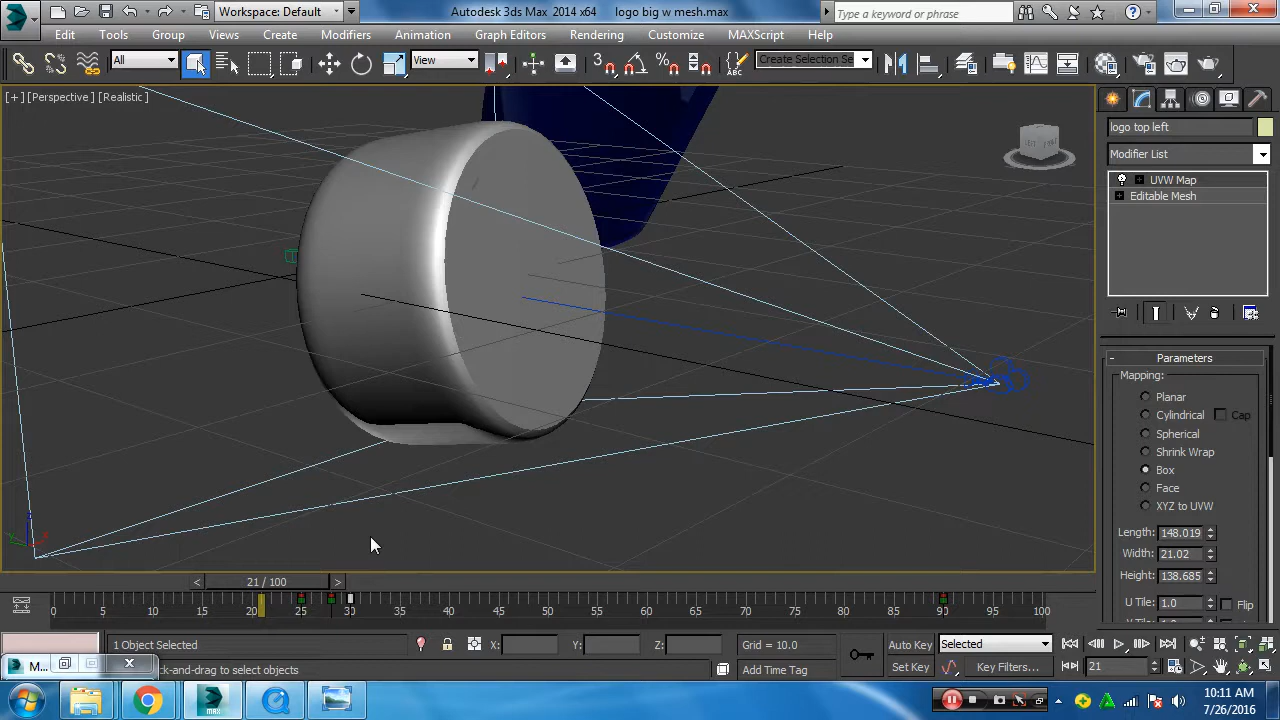 Workspace: Default
Autodesk 3ds Max 2014 x64 logo big w mesh.max
Type a keyword or phrase
MAX
Edit Tools Group Views Create Modifiers Animation Graph Editors Rendering Customize MAXScript Help
All
View
3
Create Selection Se
[+] [Perspective] [Realistic]
logo top left
Modifier List
UVW Map
Editable Mesh
Parameters
Mapping:
Planar
Cylindrical Cap
Spherical
Shrink Wrap
Box
Face
XYZ to UVW
Length: 148.019
Width: 21.02
Height: 138.685
U Tile: 1.0 Flip
< 21 / 100 >
0 5 10 15 20 25 30 35 40 45 50 55 60 65 70 75 80 85 90 95 100
1 Object Selected
X: Y: Z:
Grid = 10.0
Auto Key
Selected
M...
k-and-drag to select objects
Add Time Tag
Set Key
Key Filters...
21
MAX
10:11 AM
7/26/2016